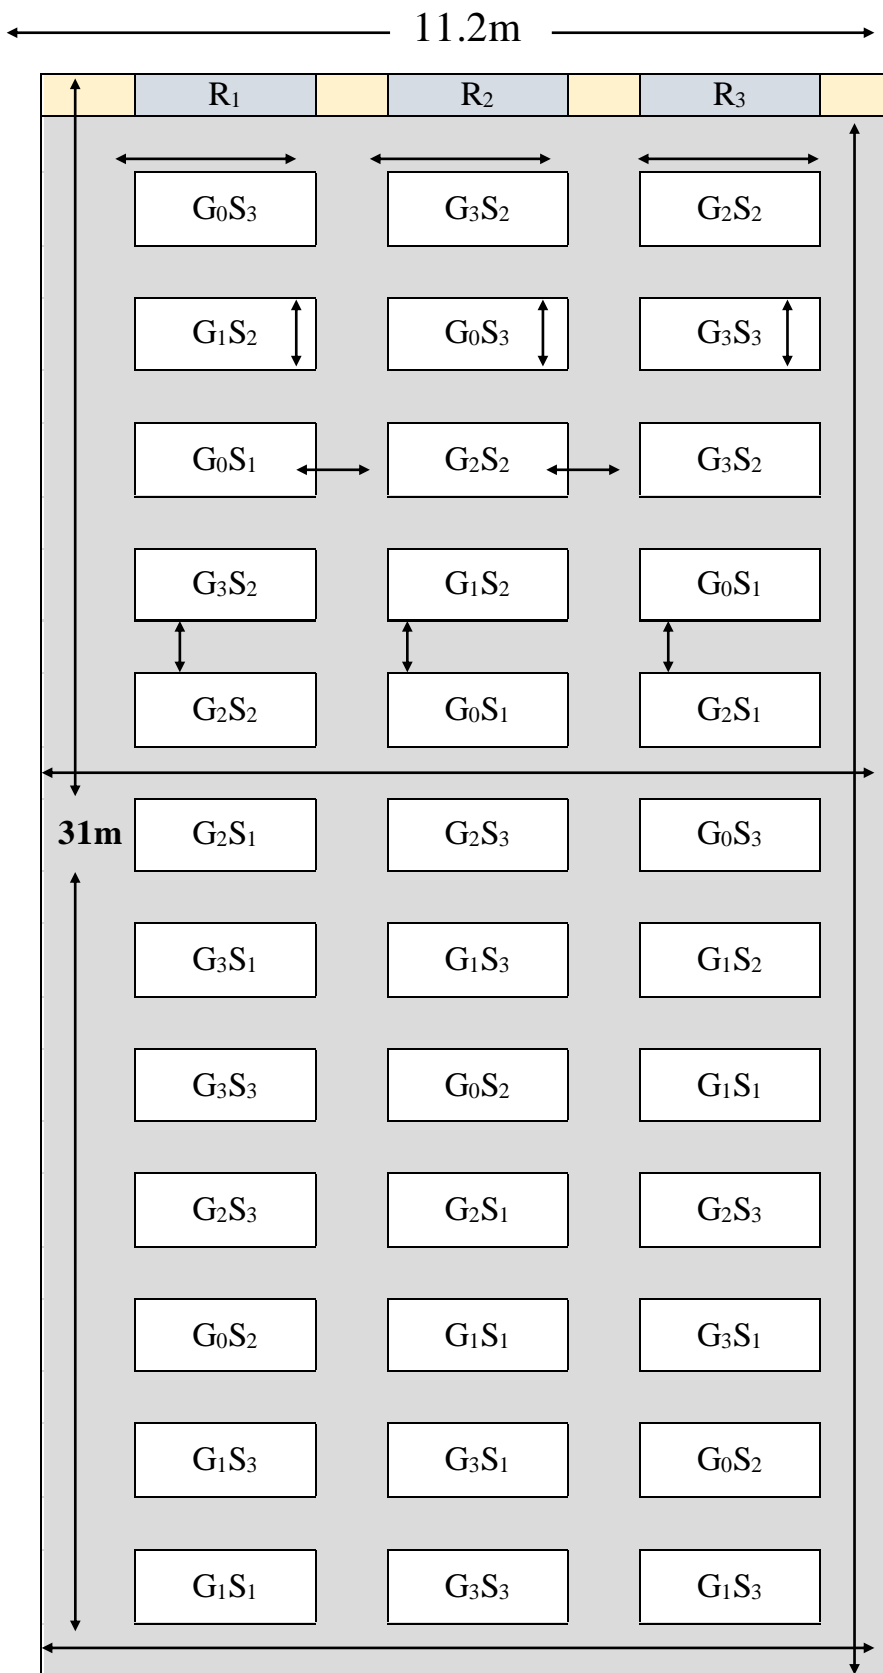 11.2m
R₁ R₂ R₃
G₀S₃ G₃S₂ G₂S₂
G₁S₂ G₀S₃ G₃S₃
G₀S₁ G₂S₂ G₃S₂
G₃S₂ G₁S₂ G₀S₁
G₂S₂ G₀S₁ G₂S₁
31m G₂S₁ G₂S₃ G₀S₃
G₃S₁ G₁S₃ G₁S₂
G₃S₃ G₀S₂ G₁S₁
G₂S₃ G₂S₁ G₂S₃
G₀S₂ G₁S₁ G₃S₁
G₁S₃ G₃S₁ G₀S₂
G₁S₁ G₃S₃ G₁S₃